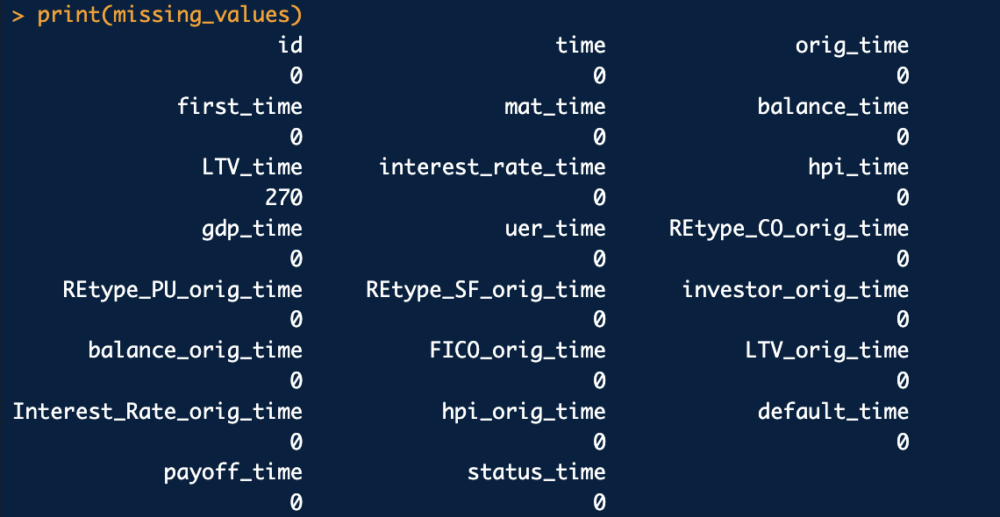 > print(missing_values)
id time orig_time
0 0 0
first_time mat_time balance_time
0 0 0
LTV_time interest_rate_time hpi_time
270 0 0
gdp_time uer_time REtype_CO_orig_time
0 0 0
REtype_PU_orig_time REtype_SF_orig_time investor_orig_time
0 0 0
balance_orig_time FICO_orig_time LTV_orig_time
0 0 0
Interest_Rate_orig_time hpi_orig_time default_time
0 0 0
payoff_time status_time
0 0